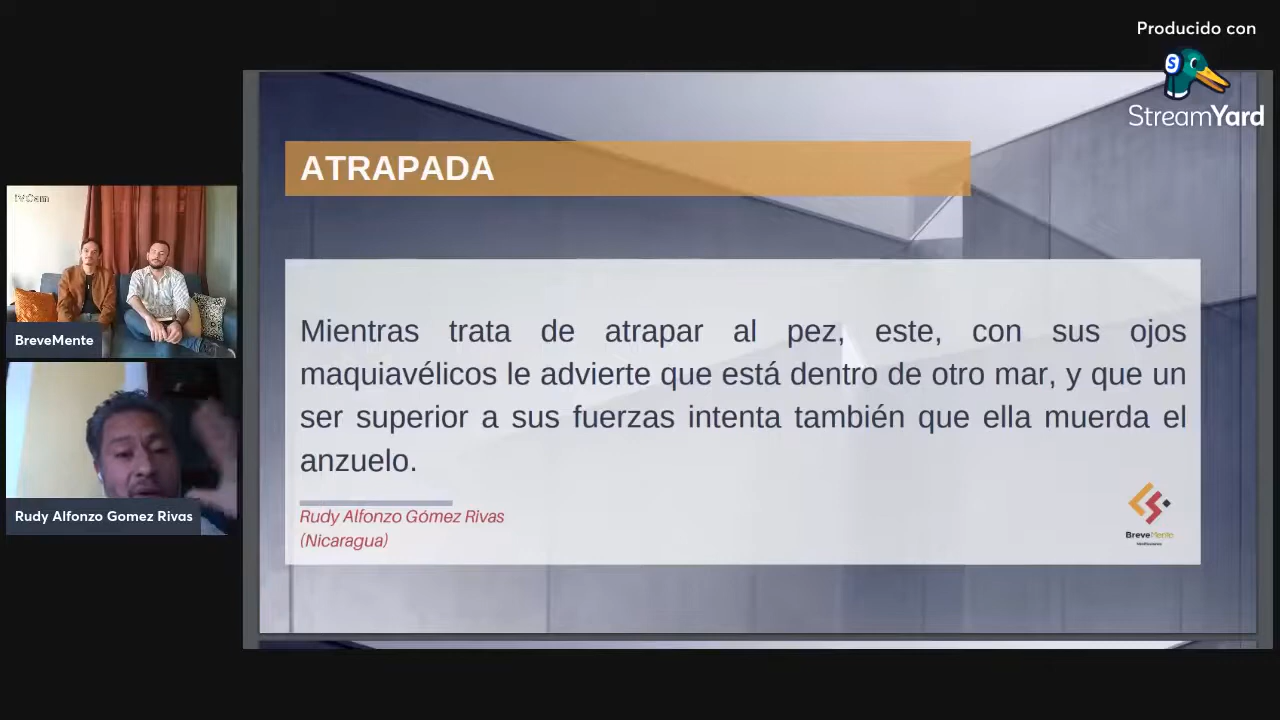 Producido con
StreamYard
ATRAPADA
iVCam
BreveMente
Rudy Alfonzo Gomez Rivas
Mientras trata de atrapar al pez, este, con sus ojos
maquiavélicos le advierte que está dentro de otro mar, y que un
ser superior a sus fuerzas intenta también que ella muerda el
anzuelo.
Rudy Alfonzo Gómez Rivas
(Nicaragua)
BreveMente